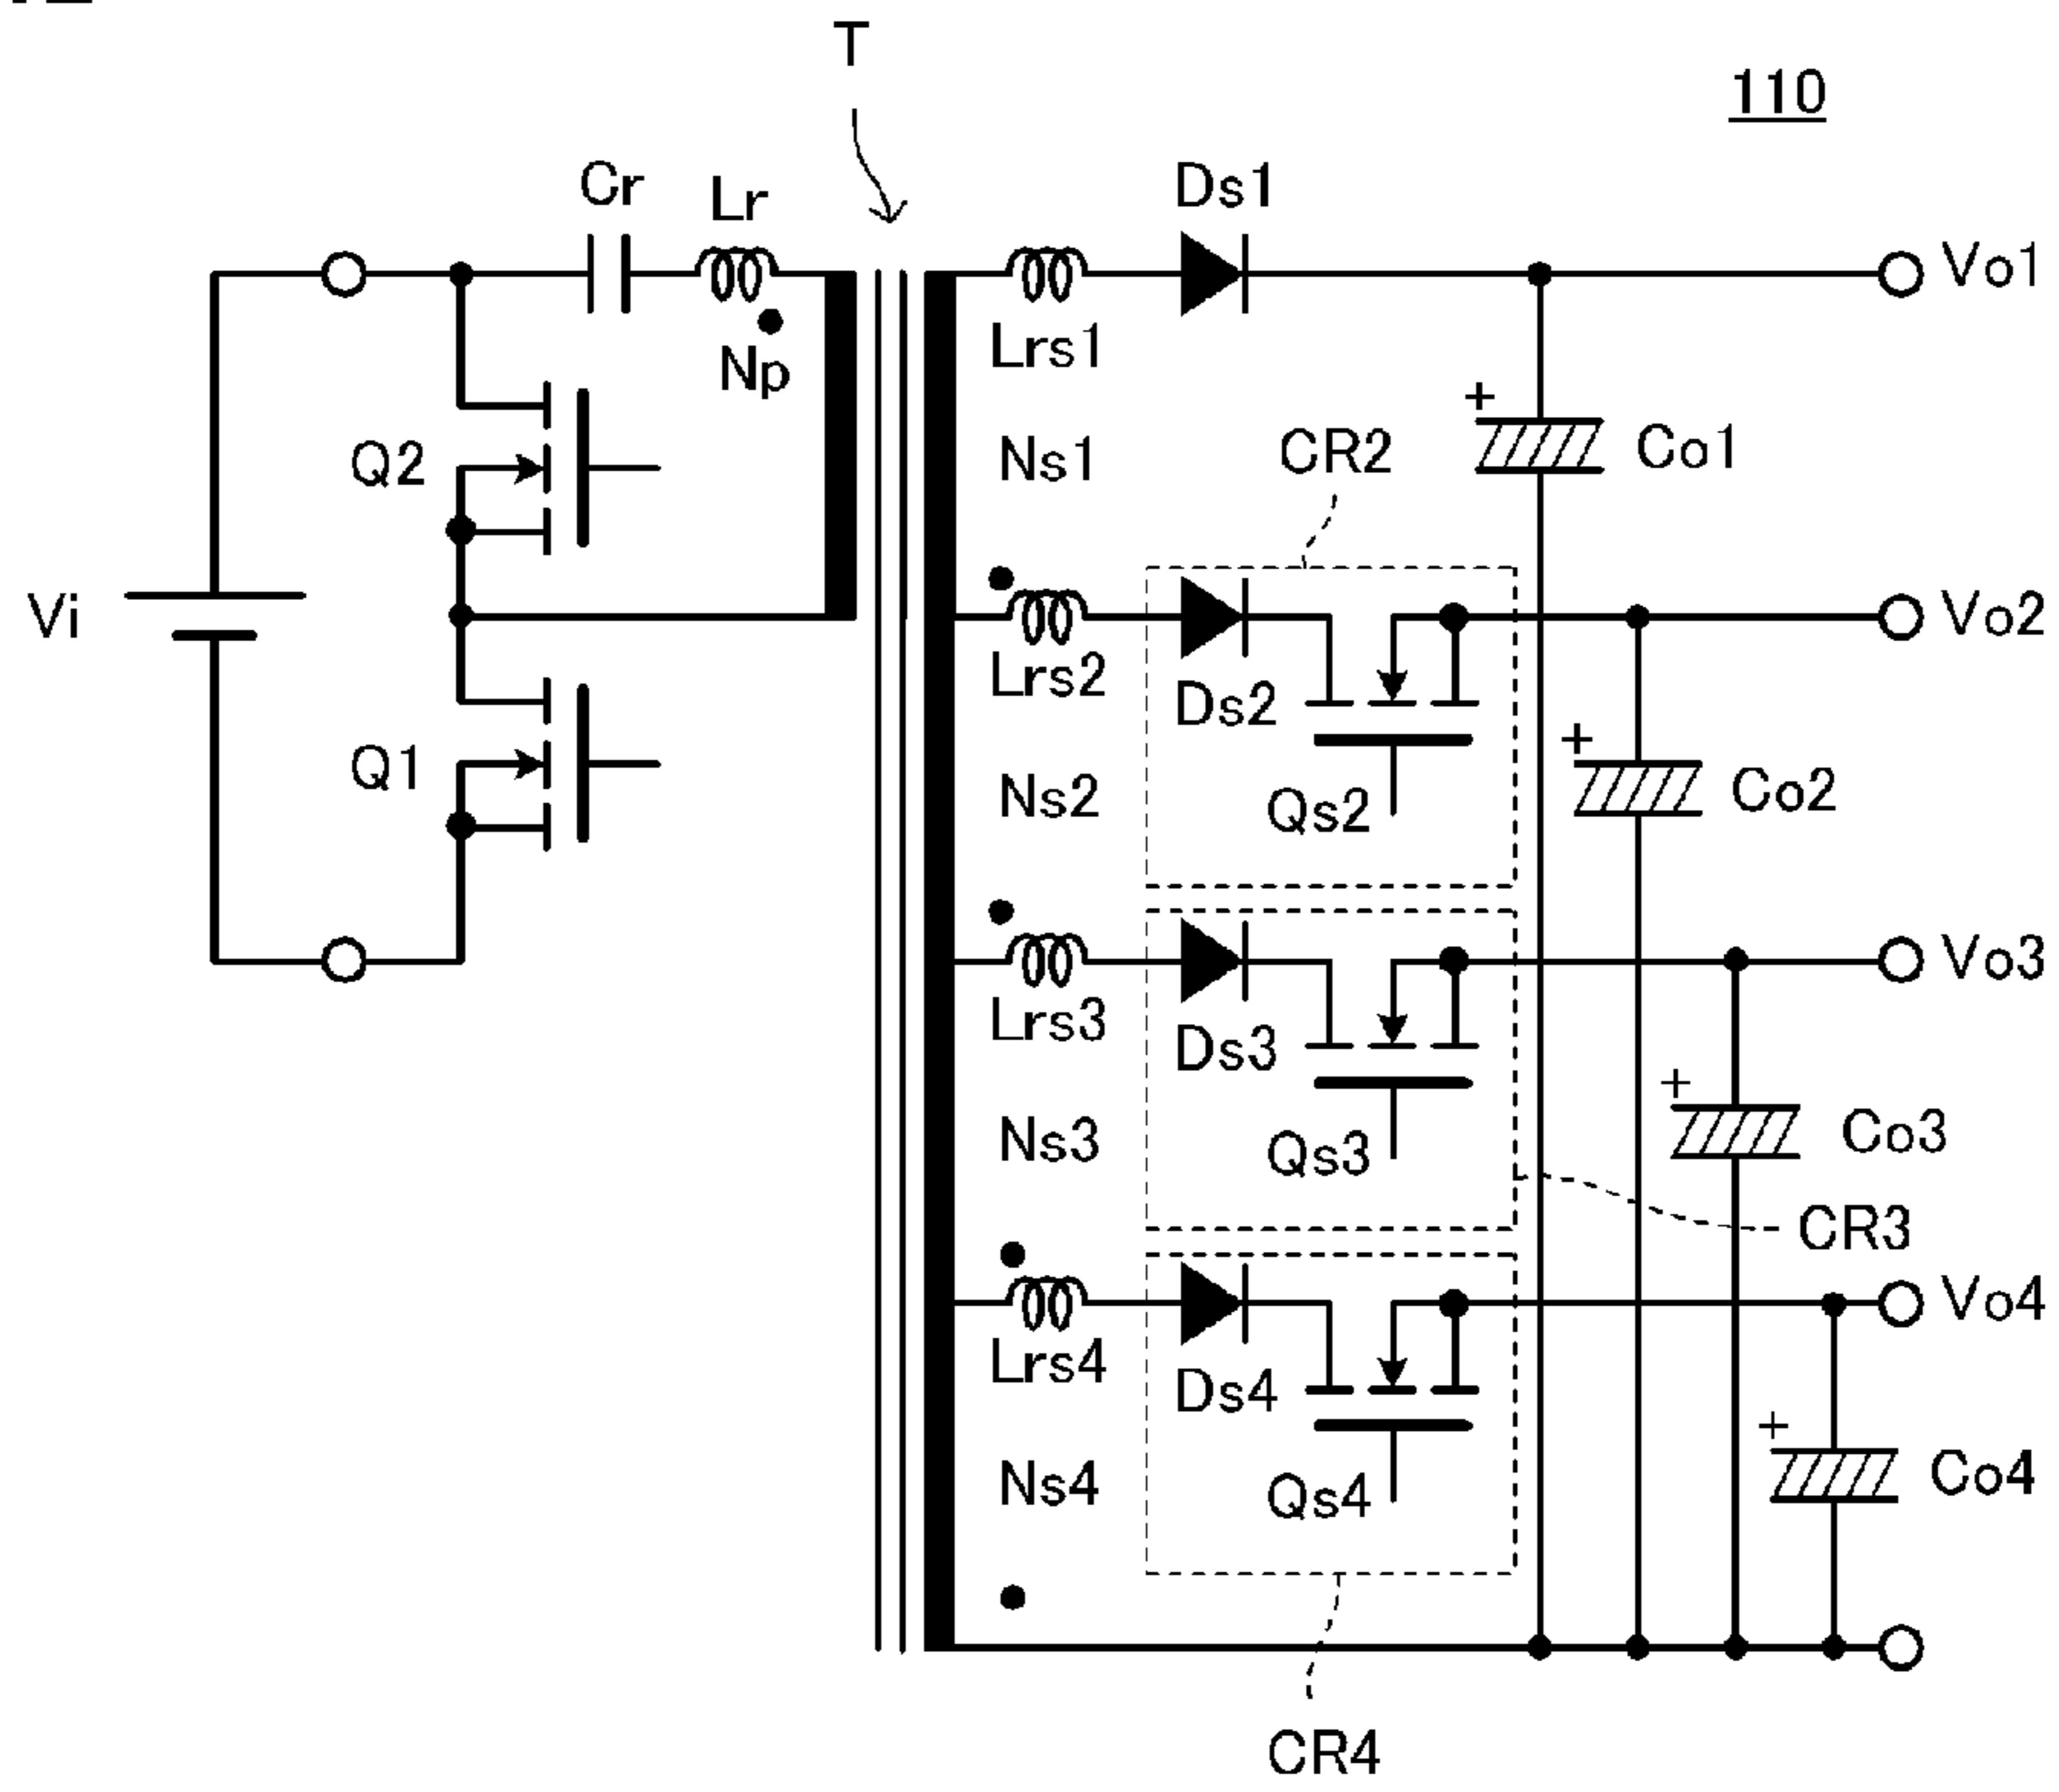 T
110
Cr
Lr
Ds1
Vo1
Np
Lrs1
Q2
Ns1
CR2
+
Co1
Vi
Lrs2
Ds2
Vo2
Q1
Ns2
Qs2
+
Co2
Lrs3
Ds3
Vo3
Ns3
Qs3
+
Co3
CR3
Lrs4
Ds4
Vo4
Ns4
Qs4
+
Co4
CR4